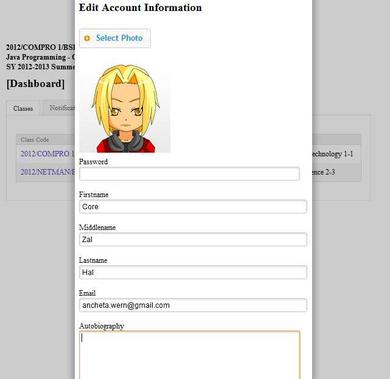 Edit Account Information
Select Photo
2012/COMPRO 1/BSI
Java Programming - C
SY 2012-2013 Summe
[Dashboard]
Classes
Notificat
Class Code
2012/COMPRO 1
echnology 1-1
2012/NETMAN/B
ence 2-3
Password
Firstname
Core
Middlename
Zal
Lastname
Hal
Email
ancheta.wern@gmail.com
Autobiography